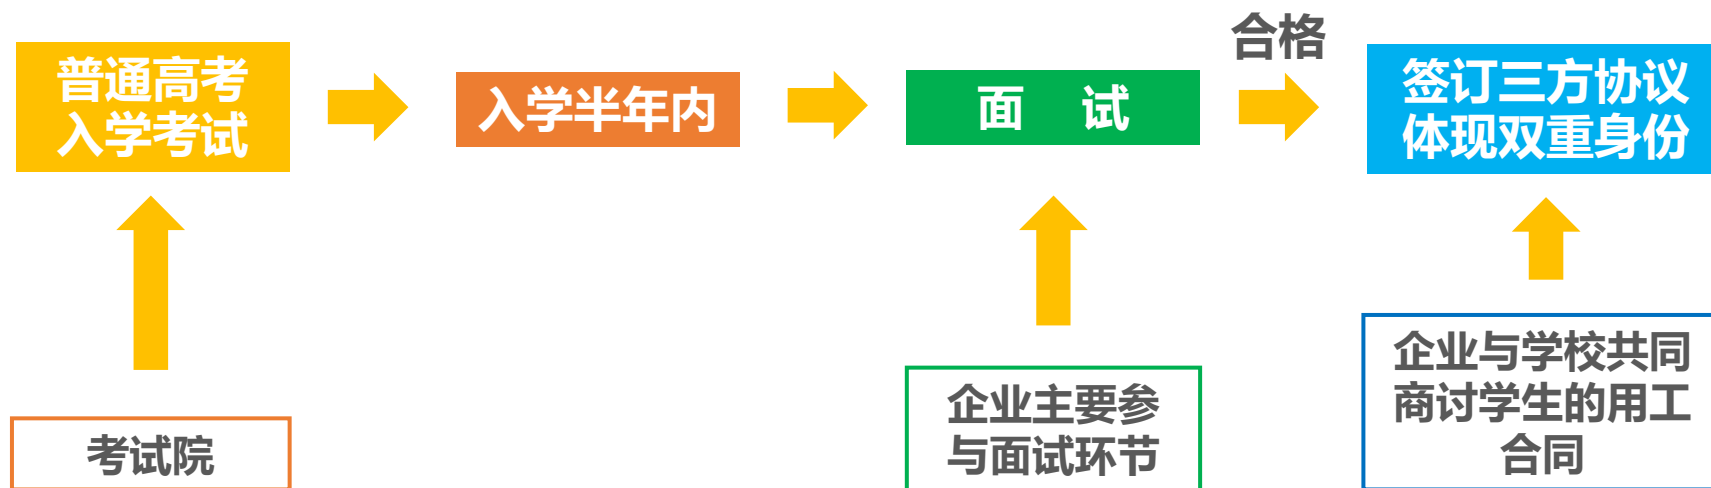 合格
普通高考
入学考试
入学半年内
面 试
签订三方协议
体现双重身份
考试院
企业主要参
与面试环节
企业与学校共同
商讨学生的用工
合同